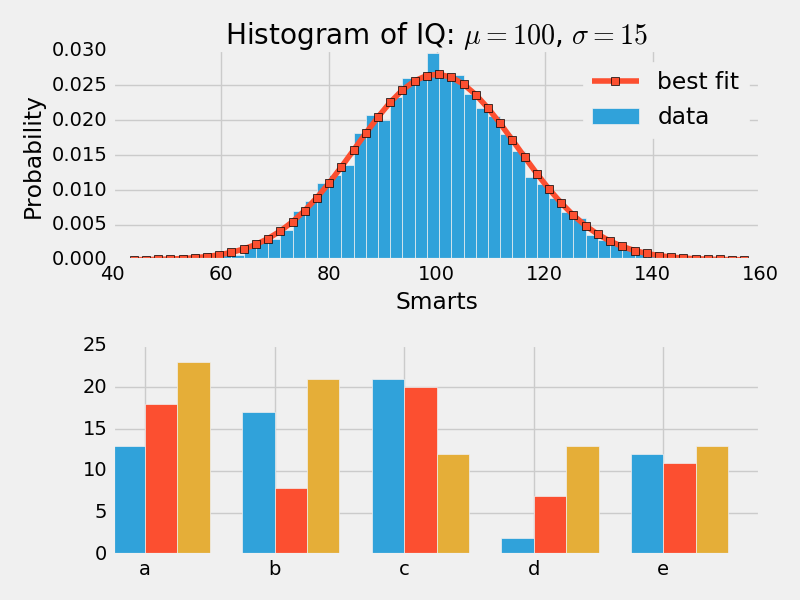 Histogram of IQ: μ = 100, σ = 15
0.030
0.025
0.020
0.015
0.010
0.005
0.000
Probability
best fit
data
40 60 80 100 120 140 160
Smarts
25
20
15
10
5
0
a b c d e